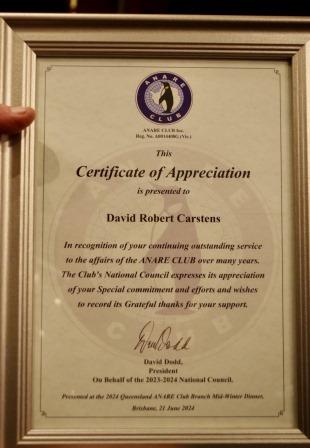 ANARE
CLUB
ANARE CLUB Inc.
This
Certificate of Appreciation
is presented to
David Robert Carstens
In recognition of your continuing outstanding service
to the affairs of the ANARE CLUB over many years.
The Club's National Council expresses its appreciation
of your Special commitment and efforts and wishes
to record its Grateful thanks for your support.
David Dodd,
President
On Behalf of the 2023-2024 National Council.
Presented at the 2024 Queensland ANARE Club Branch Mid-Winter Dinner,
Brisbane, 21 June 2024